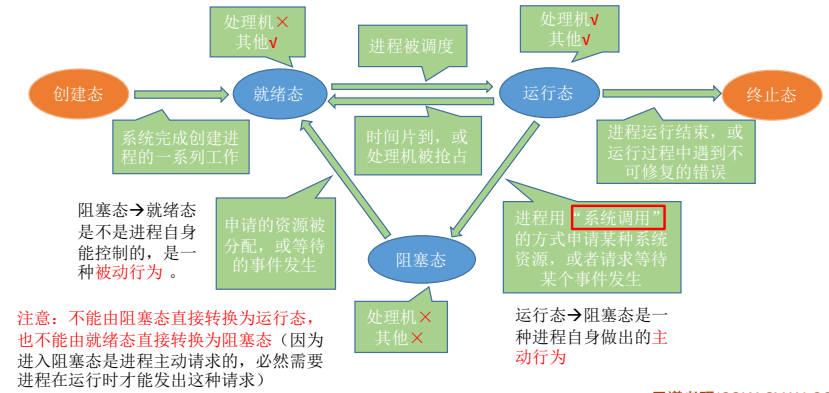 处理机×
其他√
进程被调度
处理机√
其他√
创建态
就绪态
运行态
终止态
系统完成创建进
程的一系列工作
时间片到，或
处理机被抢占
进程运行结束，或
运行过程中遇到不
可修复的错误
阻塞态→就绪态
是不是进程自身
能控制的，是一
种被动行为 。
申请的资源被
分配，或等待
的事件发生
阻塞态
进程用“系统调用”
的方式申请某种系统
资源，或者请求等待
某个事件发生
处理机×
其他×
运行态→阻塞态是一
种进程自身做出的主
动行为
注意：不能由阻塞态直接转换为运行态，
也不能由就绪态直接转换为阻塞态（因为
进入阻塞态是进程主动请求的，必然需要
进程在运行时才能发出这种请求）